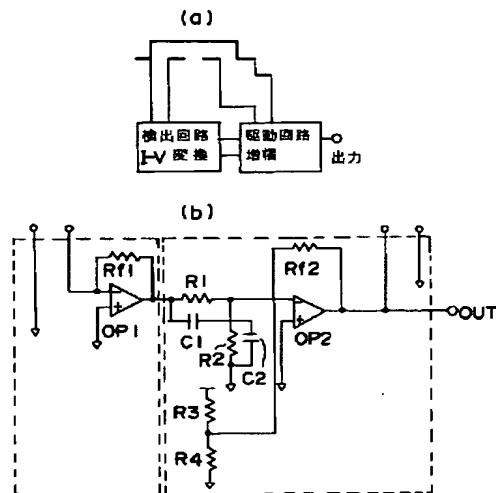 (a)
検出回路
I-V 変換
駆動回路
増幅
出力
(b)
Rf1
OP1
R1
C1
R2
C2
Rf2
OP2
OUT
R3
R4